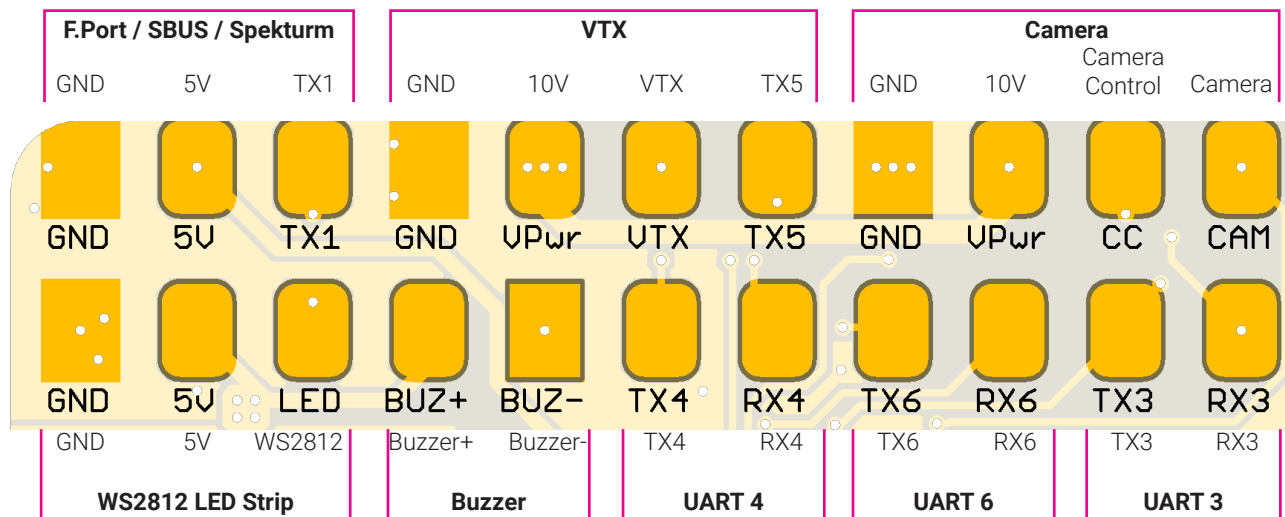 F.Port / SBUS / Spekturm VTX Camera
GND 5V TX1 GND 10V VTX TX5 GND 10V Camera Control Camera
GND 5V TX1 GND VPwr VTX TX5 GND VPwr CC CAM
GND 5V LED BUZ+ BUZ- TX4 RX4 TX6 RX6 TX3 RX3
GND 5V WS2812 Buzzer+ Buzzer- TX4 RX4 TX6 RX6 TX3 RX3
WS2812 LED Strip Buzzer UART 4 UART 6 UART 3